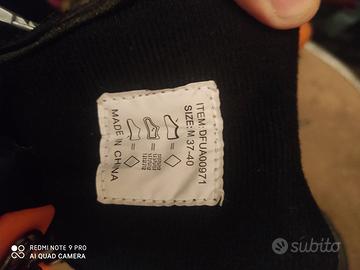 ITEM:DFUA00971
SIZE: M 37-40
MADE IN CHINA
REDMI NOTE 9 PRO
AI QUAD CAMERA
subito